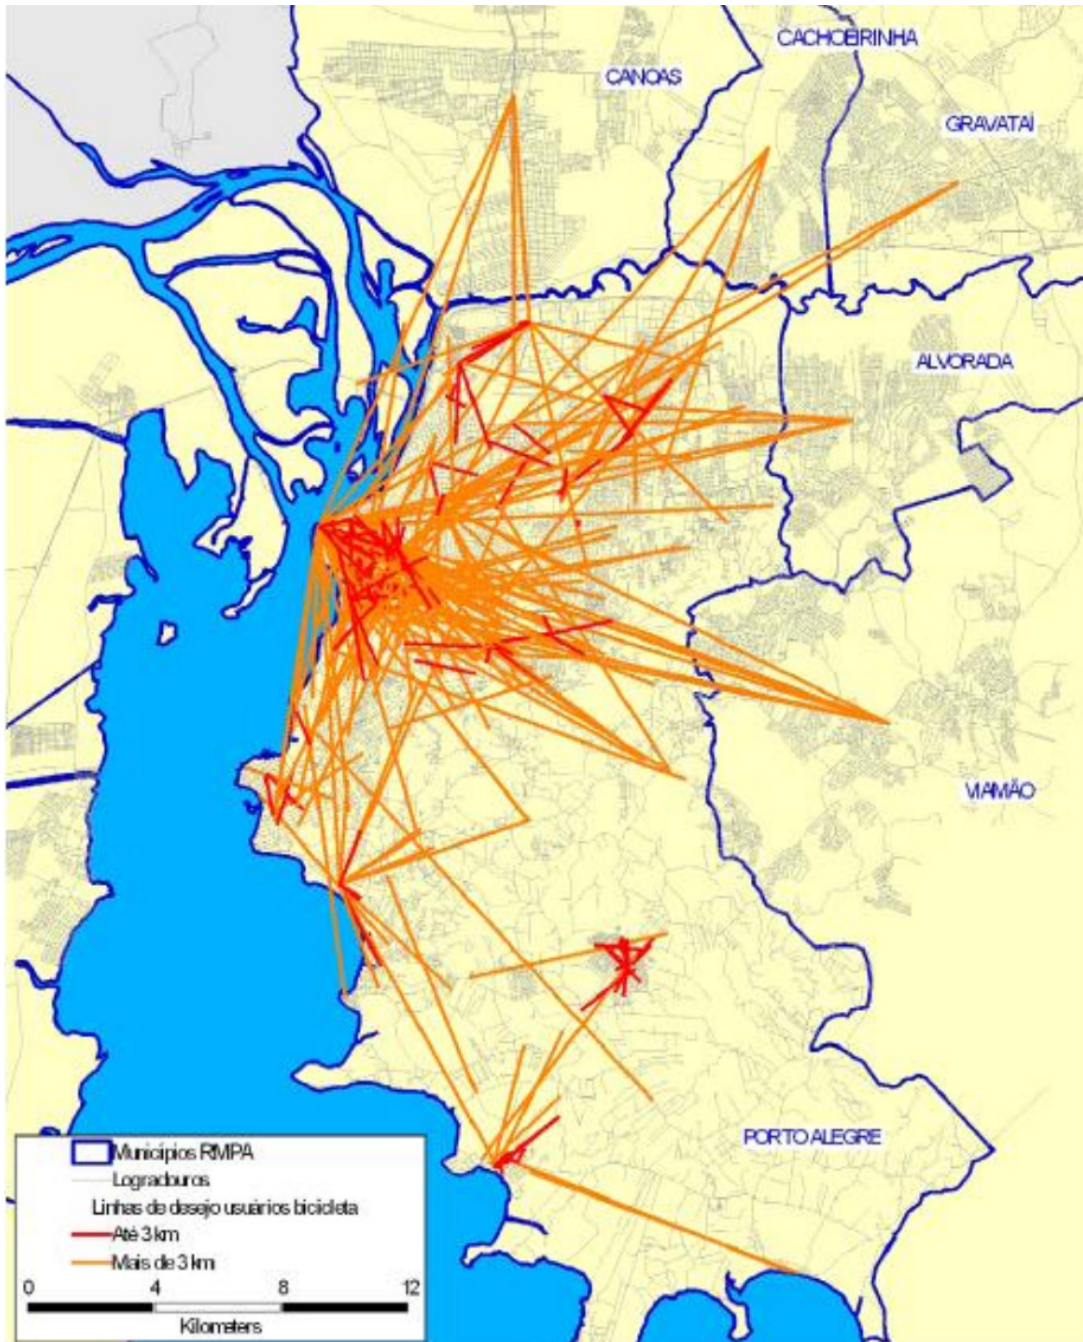 CACHOEIRINHA
CANOAS
GRAVATAÍ
ALVORADA
VIAMÃO
PORTO ALEGRE
Municípios RMPA
Logradouros
Linhas de desejo usuários bicicleta
Até 3 km
Mais de 3 km
0 4 8 12
Kilometers